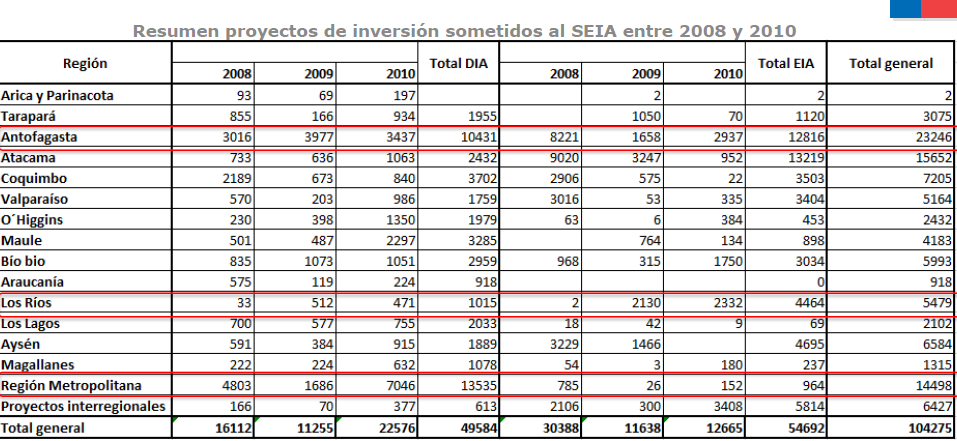 Resumen proyectos de inversión sometidos al SEIA entre 2008 y 2010
Región 2008 2009 2010 Total DIA 2008 2009 2010 Total EIA Total general
Arica y Parinacota 93 69 197 2 2 2
Tarapará 855 166 934 1955 1050 70 1120 3075
Antofagasta 3016 3977 3437 10431 8221 1658 2937 12816 23246
Atacama 733 636 1063 2432 9020 3247 952 13219 15652
Coquimbo 2189 673 840 3702 2906 575 22 3503 7205
Valparaíso 570 203 986 1759 3016 53 335 3404 5164
O´Higgins 230 398 1350 1979 63 6 384 453 2432
Maule 501 487 2297 3285 764 134 898 4183
Bío bio 835 1073 1051 2959 968 315 1750 3034 5993
Araucanía 575 119 224 918 0 918
Los Ríos 33 512 471 1015 2 2130 2332 4464 5479
Los Lagos 700 577 755 2033 18 42 9 69 2102
Aysén 591 384 915 1889 3229 1466 4695 6584
Magallanes 222 224 632 1078 54 3 180 237 1315
Región Metropolitana 4803 1686 7046 13535 785 26 152 964 14498
Proyectos interregionales 166 70 377 613 2106 300 3408 5814 6427
Total general 16112 11255 22576 49584 30388 11638 12665 54692 104275